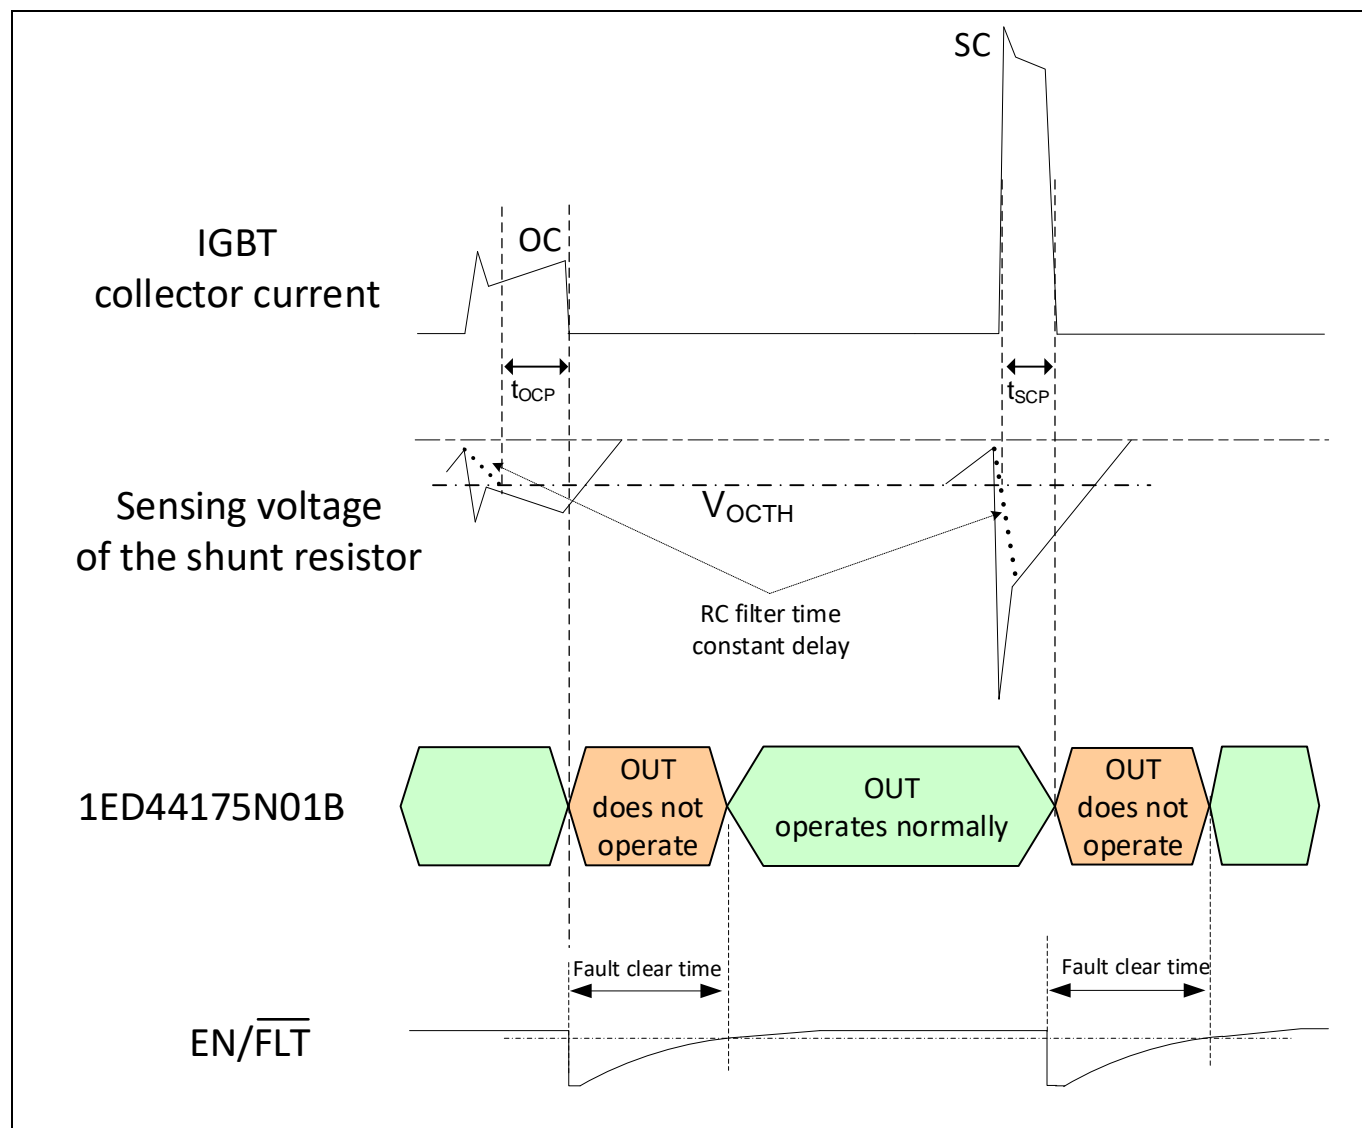 SC
IGBT
collector current
OC
tOCP
tSCP
Sensing voltage
of the shunt resistor
VOCTH
RC filter time
constant delay
1ED44175N01B
OUT
does not
operate
OUT
operates normally
OUT
does not
operate
Fault clear time
Fault clear time
EN/FLT